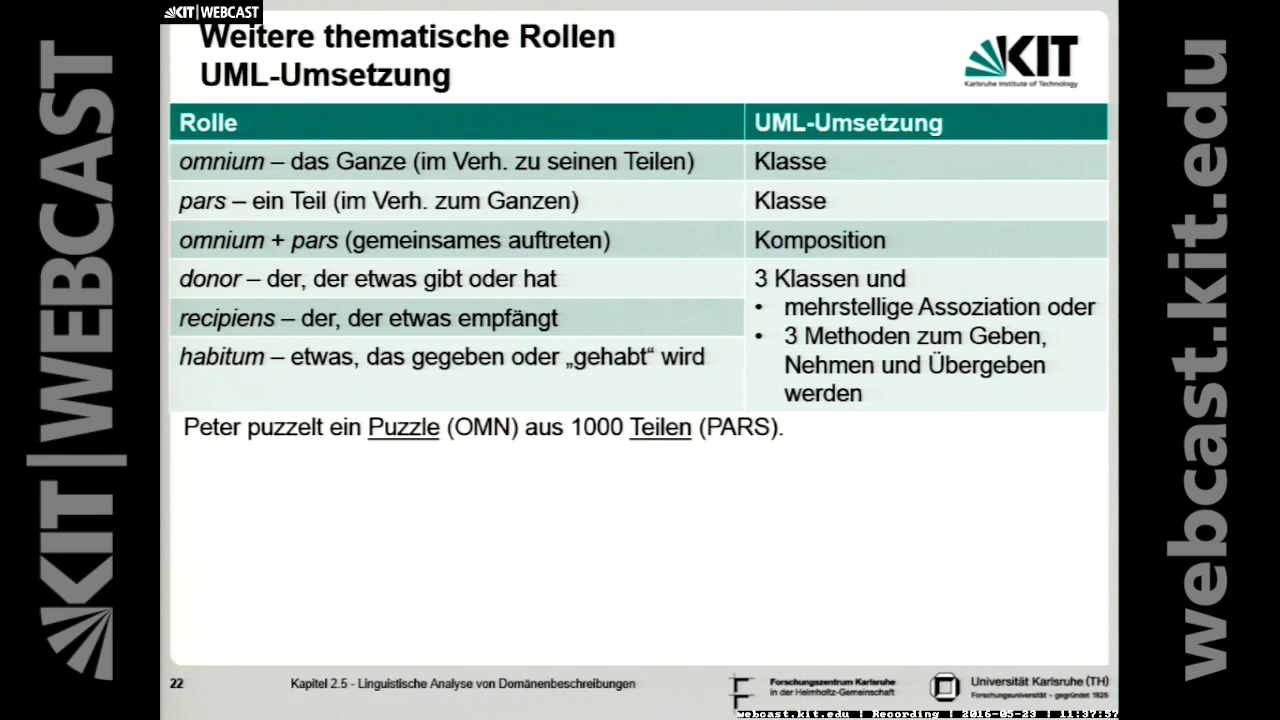 KIT | WEBCAST
Weitere thematische Rollen
UML-Umsetzung
KIT
Karlsruhe Institute of Technology
Rolle
UML-Umsetzung
omnium – das Ganze (im Verh. zu seinen Teilen)
Klasse
pars – ein Teil (im Verh. zum Ganzen)
Klasse
omnium + pars (gemeinsames auftreten)
Komposition
donor – der, der etwas gibt oder hat
recipiens – der, der etwas empfängt
habitum – etwas, das gegeben oder „gehabt“ wird
3 Klassen und
• mehrstellige Assoziation oder
• 3 Methoden zum Geben,
Nehmen und Übergeben
werden
Peter puzzelt ein Puzzle (OMN) aus 1000 Teilen (PARS).
22
Kapitel 2.5 - Linguistische Analyse von Domänenbeschreibungen
Forschungszentrum Karlsruhe
in der Helmholtz-Gemeinschaft
Universität Karlsruhe (TH)
Forschungsuniversität • gegründet 1825
webcast.kit.edu | Recording | 2016-05-23 | 11:37:57
KIT | WEBCAST
webcast.kit.edu